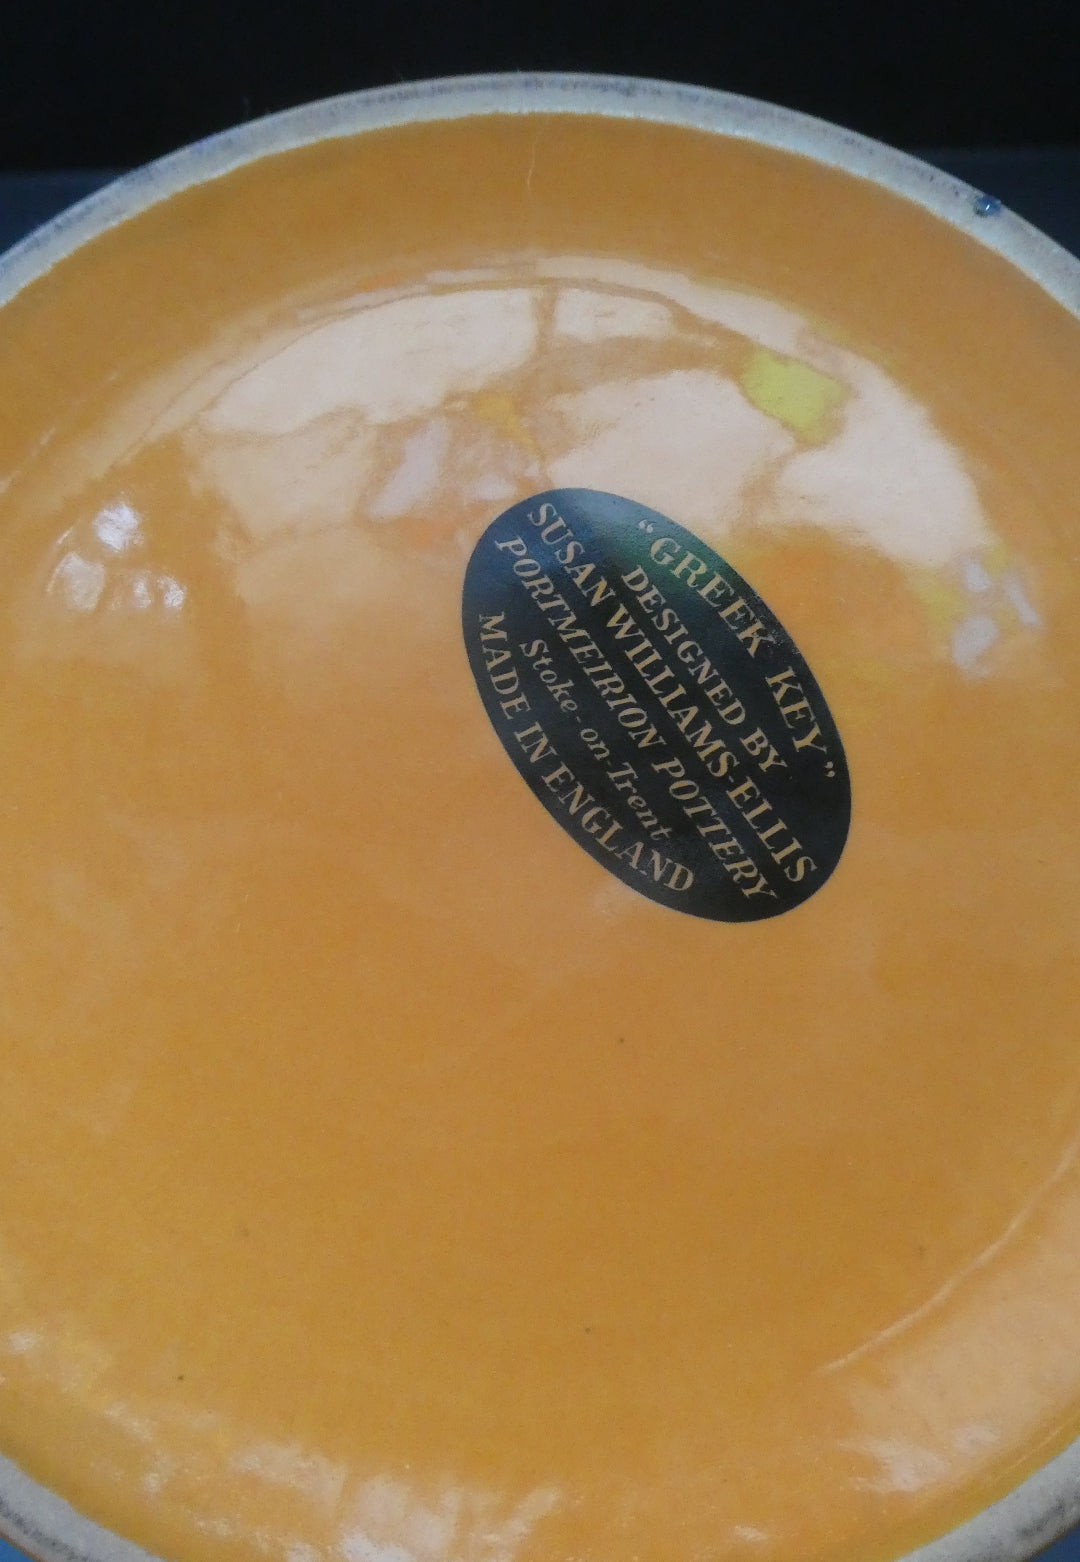 "GREEK KEY"
DESIGNED BY
SUSAN WILLIAMS-ELLIS
PORTMEIRION POTTERY
Stoke-on-Trent
MADE IN ENGLAND